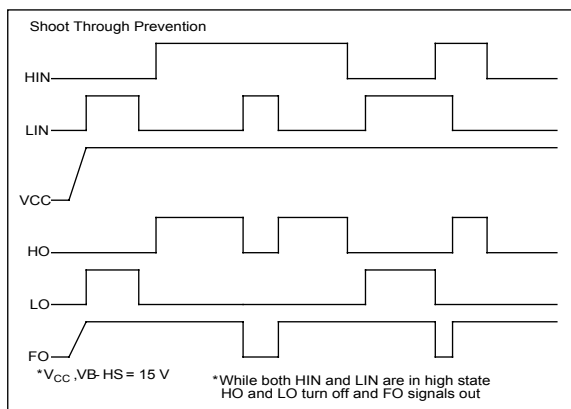 Shoot Through Prevention
HIN
LIN
VCC
HO
LO
FO
*VCC ,VB- HS = 15 V
*While both HIN and LIN are in high state
HO and LO turn off and FO signals out